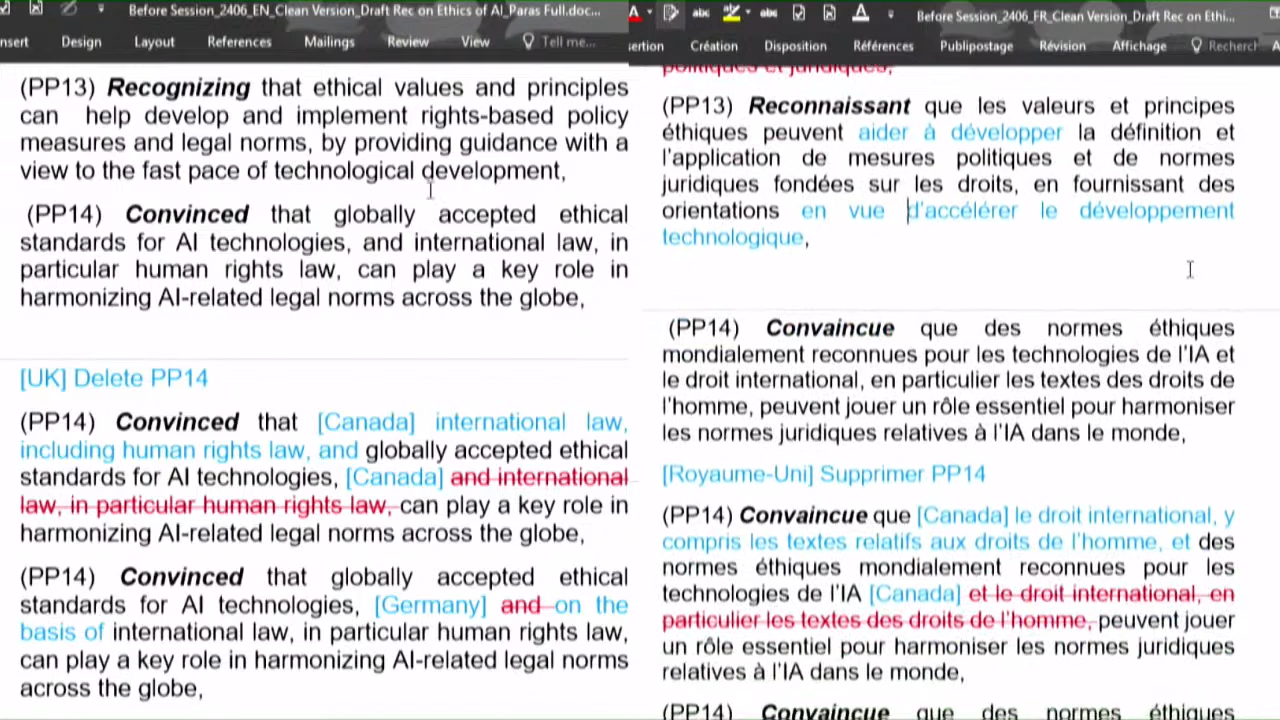 Before Session_2406_EN_Clean Version_Draft Rec on Ethics of AI_Paras Full.doc...
nsert Design Layout References Mailings Review View Tell me...
(PP13) Recognizing that ethical values and principles
can help develop and implement rights-based policy
measures and legal norms, by providing guidance with a
view to the fast pace of technological development,
(PP14) Convinced that globally accepted ethical
standards for AI technologies, and international law, in
particular human rights law, can play a key role in
harmonizing AI-related legal norms across the globe,
[UK] Delete PP14
(PP14) Convinced that [Canada] international law,
including human rights law, and globally accepted ethical
standards for AI technologies, [Canada] and international
law, in particular human rights law, can play a key role in
harmonizing AI-related legal norms across the globe,
(PP14) Convinced that globally accepted ethical
standards for AI technologies, [Germany] and on the
basis of international law, in particular human rights law,
can play a key role in harmonizing AI-related legal norms
across the globe,
A abc abc A
Before Session_2406_FR_Clean Version_Draft Rec on Ethi...
sertion Création Disposition Références Publipostage Révision Affichage Recherc
politiques et juridiques,
(PP13) Reconnaissant que les valeurs et principes
éthiques peuvent aider à développer la définition et
l'application de mesures politiques et de normes
juridiques fondées sur les droits, en fournissant des
orientations en vue d'accélérer le développement
technologique,
(PP14) Convaincue que des normes éthiques
mondialement reconnues pour les technologies de l'IA et
le droit international, en particulier les textes des droits de
l'homme, peuvent jouer un rôle essentiel pour harmoniser
les normes juridiques relatives à l'IA dans le monde,
[Royaume-Uni] Supprimer PP14
(PP14) Convaincue que [Canada] le droit international, y
compris les textes relatifs aux droits de l'homme, et des
normes éthiques mondialement reconnues pour les
technologies de l'IA [Canada] et le droit international, en
particulier les textes des droits de l'homme, peuvent jouer
un rôle essentiel pour harmoniser les normes juridiques
relatives à l'IA dans le monde,
(PP14) Convaincue que des normes éthiques